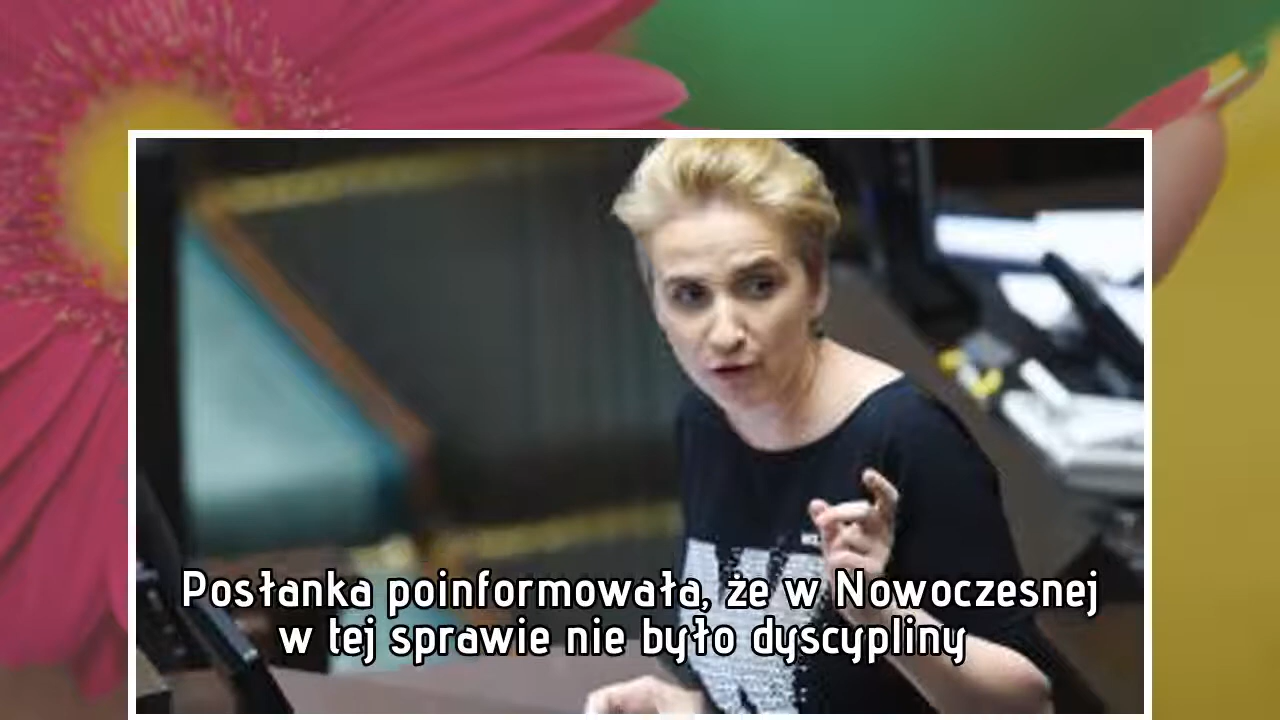 Posłanka poinformowała, że w Nowoczesnej
w tej sprawie nie było dyscypliny